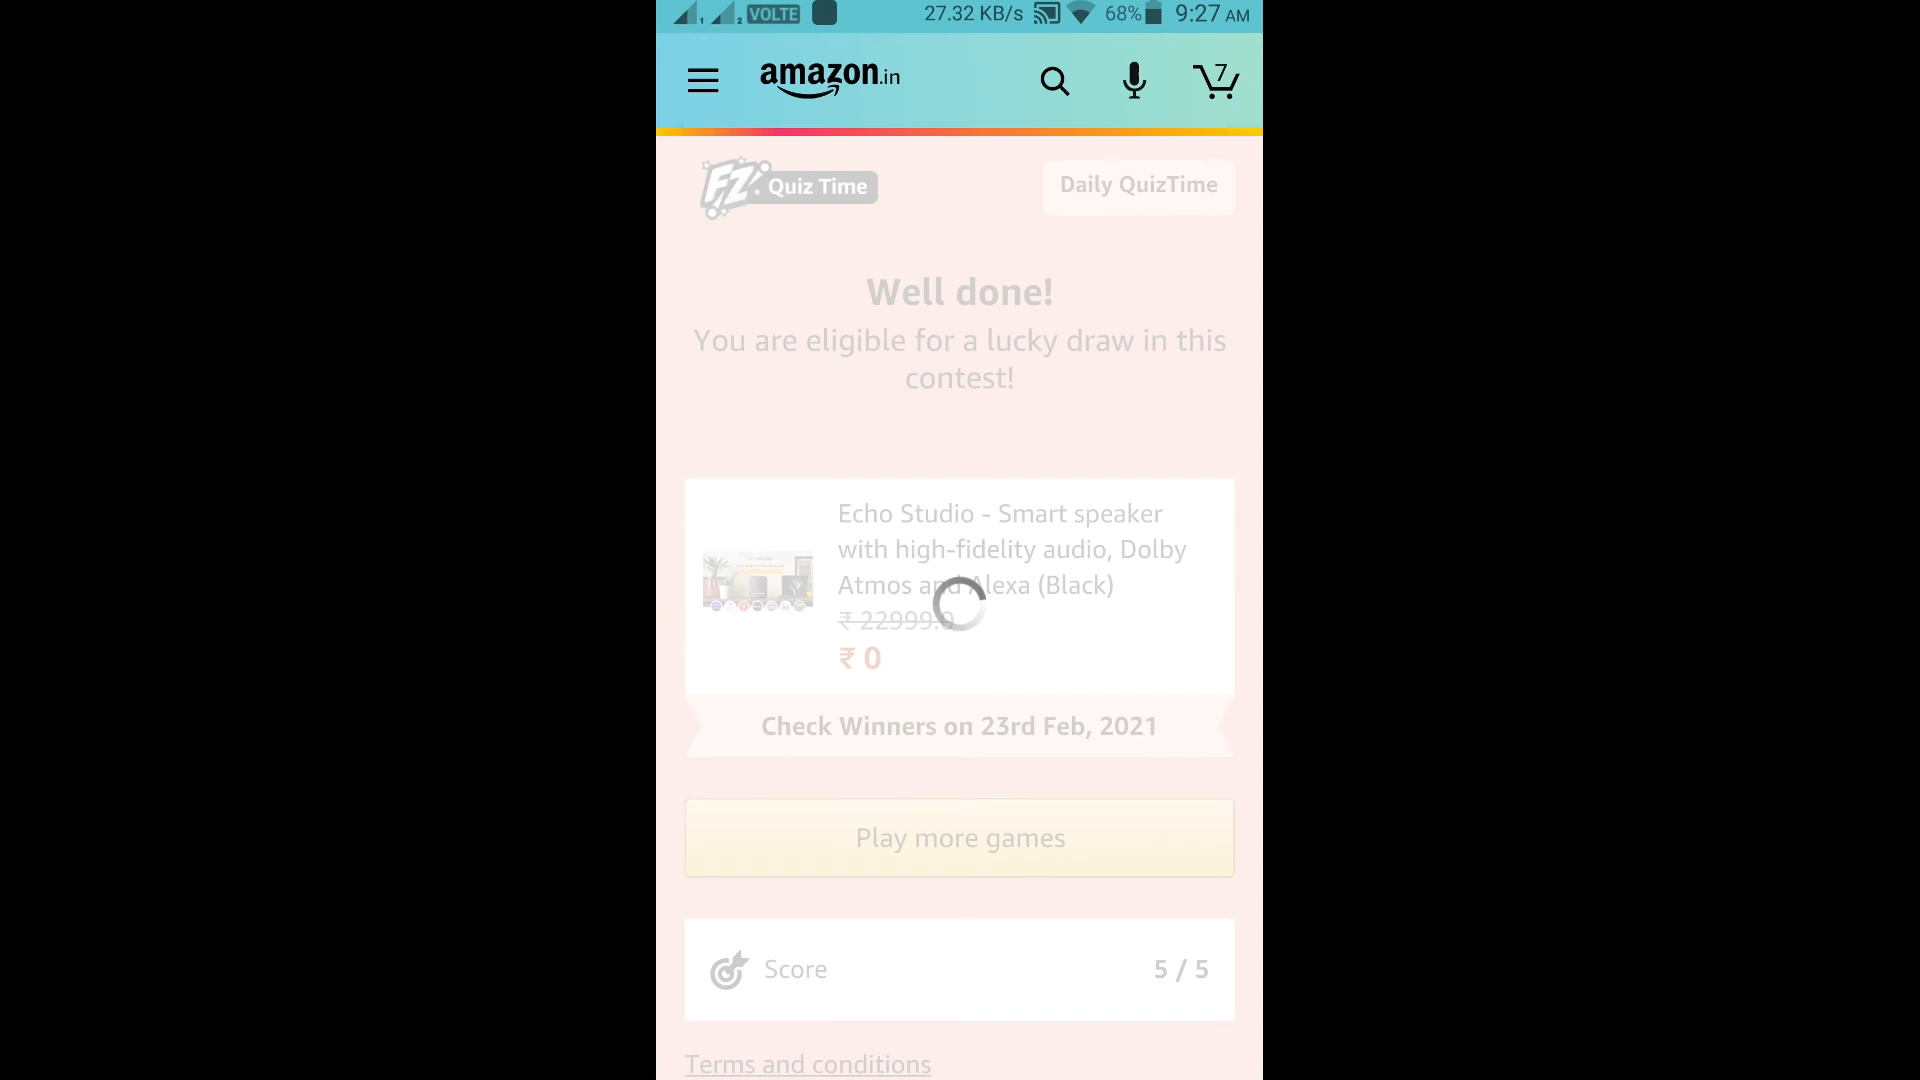 1 2 VOLTE 27.32 KB/s 68% 9:27 AM
amazon.in 7
FZ Quiz Time Daily QuizTime
Well done!
You are eligible for a lucky draw in this
contest!
Echo Studio - Smart speaker
with high-fidelity audio, Dolby
Atmos and Alexa (Black)
₹ 22999.0
₹ 0
Check Winners on 23rd Feb, 2021
Play more games
Score 5 / 5
Terms and conditions